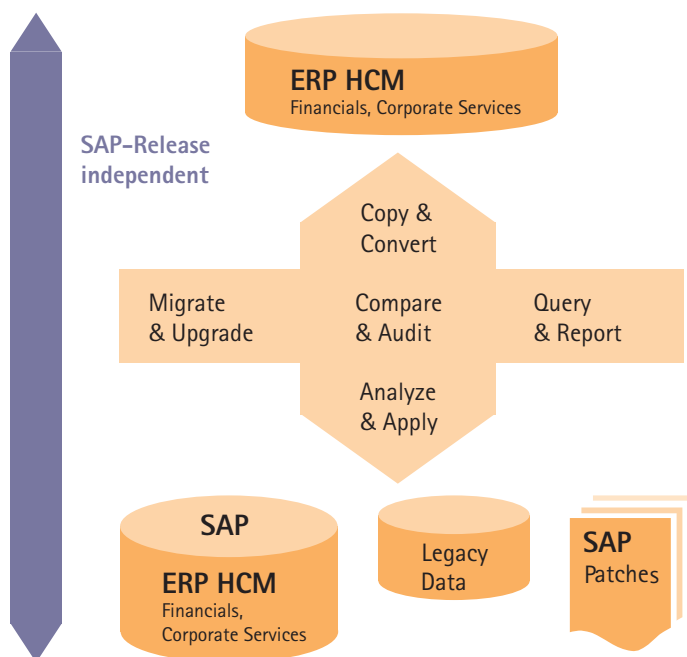 ERP HCM
Financials, Corporate Services
SAP-Release
independent
Copy &
Convert
Migrate
& Upgrade
Compare
& Audit
Query
& Report
Analyze
& Apply
SAP
ERP HCM
Financials,
Corporate Services
Legacy
Data
SAP
Patches